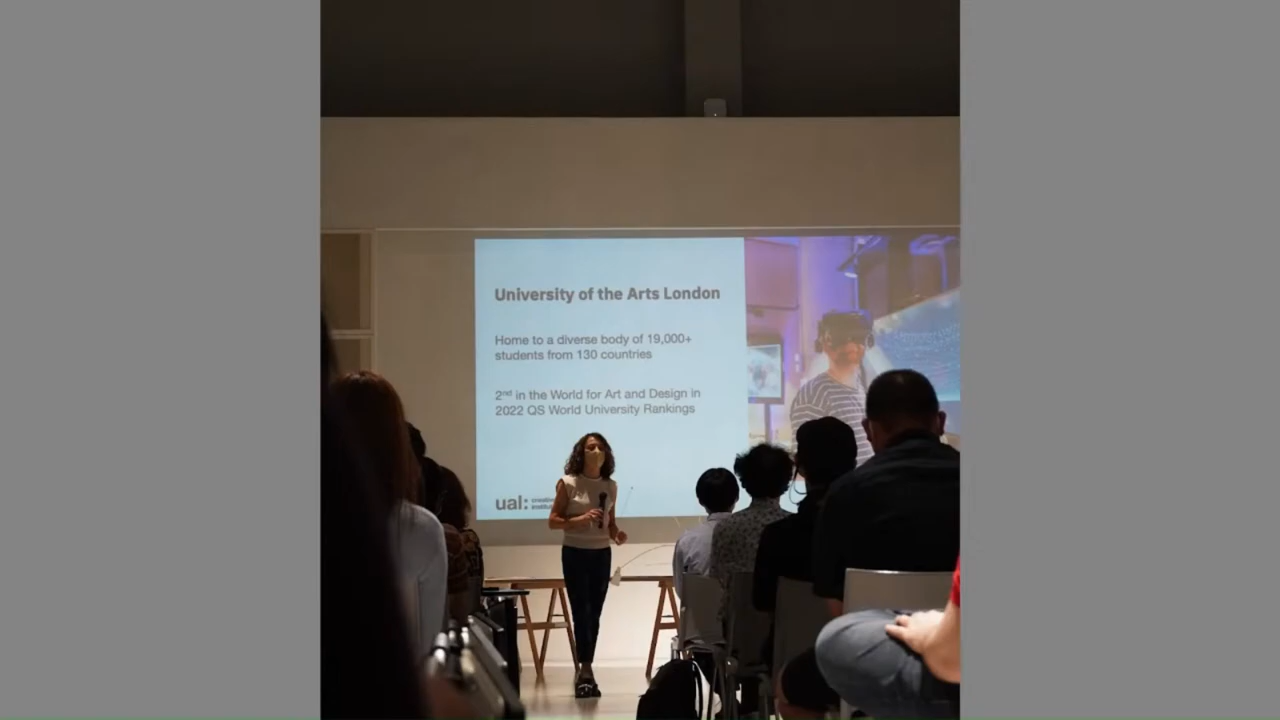 University of the Arts London
Home to a diverse body of 19,000+
students from 130 countries
2nd in the World for Art and Design in
2022 QS World University Rankings
ual: